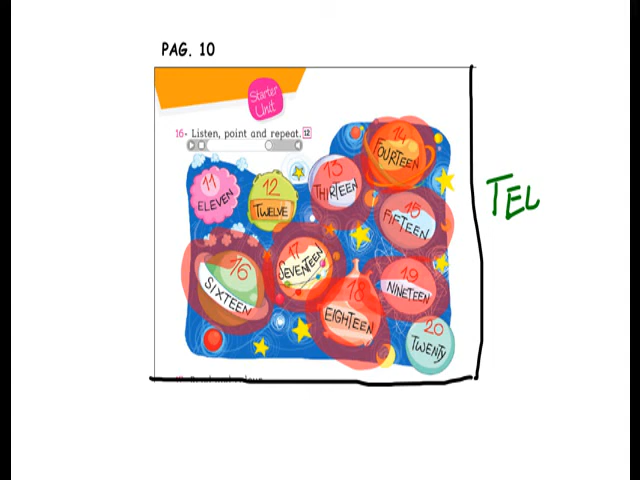 PAG. 10
Starter
Unit
16- Listen, point and repeat. 12
11
ELEVEN
12
TWELVE
13
THIRTEEN
14
FOURTEEN
15
FIFTEEN
16
SIXTEEN
17
SEVENTEEN
18
EIGHTEEN
19
NINETEEN
20
TWENTY
TEL